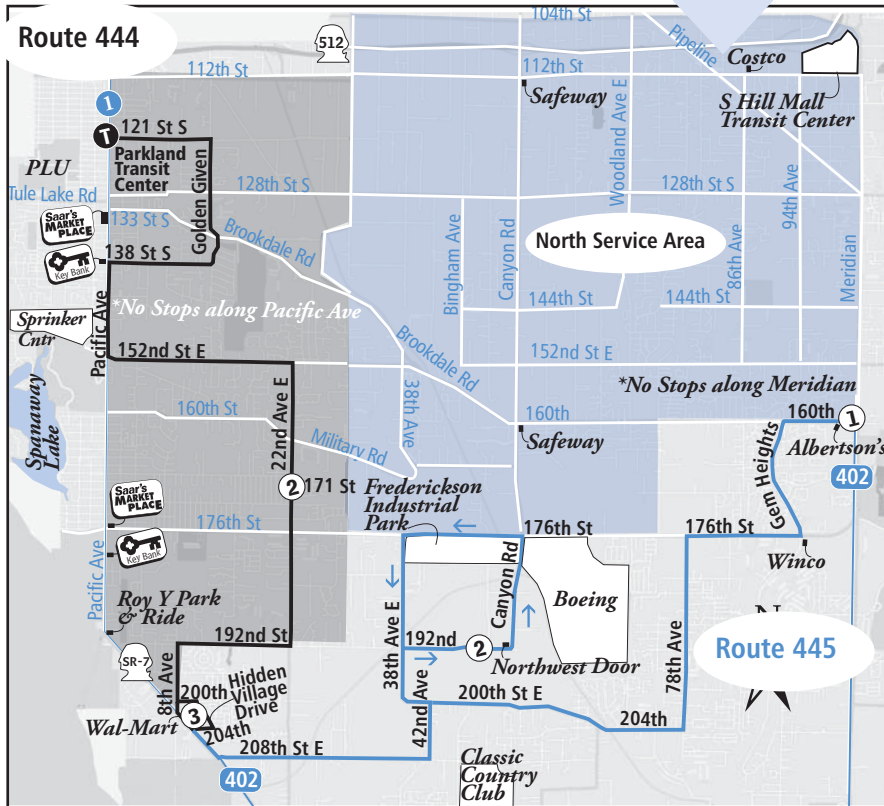 Route 444
512
104th St
Pipeline
Costco
112th St
112th St
Safeway
S Hill Mall
Transit Center
1
T
121 St S
Parkland
Transit
Center
PLU
Tule Lake Rd
Golden Given
128th St S
Woodland Ave E
128th St S
94th Ave
Saar's
MARKET
PLACE
133 St S
Brookdale Rd
Bingham Ave
Canyon Rd
North Service Area
86th Ave
Meridian
Key Bank
138 St S
*No Stops along Pacific Ave
144th St
144th St
Sprinker
Cntr
Pacific Ave
152nd St E
Brookdale Rd
152nd St E
38th Ave
*No Stops along Meridian
Spanaway
Lake
160th St
22nd Ave E
Military Rd
160th
Safeway
160th
1
Albertson's
Gem Heights
402
2
171 St
Frederickson
Industrial
Park
Saar's
MARKET
PLACE
176th St
176th St
176th St
Winco
Key Bank
Pacific Ave
Roy Y Park
& Ride
Canyon Rd
Boeing
N
192nd St
38th Ave E
192nd
2
Northwest Door
78th Ave
Route 445
SR-7
8th Ave
200th
Hidden
Village
Drive
3
Wal-Mart
204th
42nd Ave
200th St E
204th
208th St E
402
Classic
Country
Club